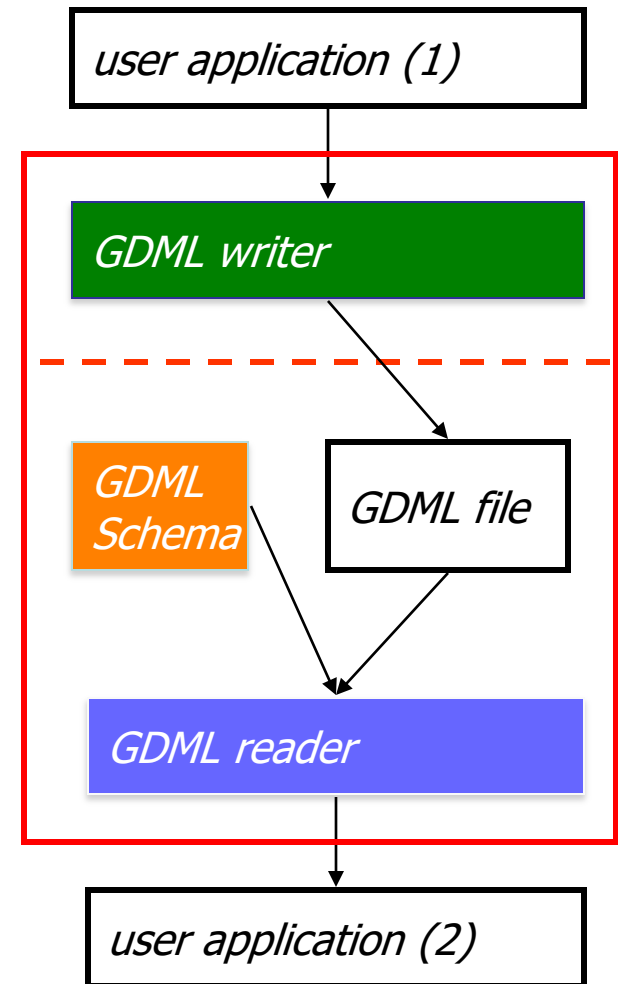 user application (1)
GDML writer
GDML
Schema
GDML file
GDML reader
user application (2)